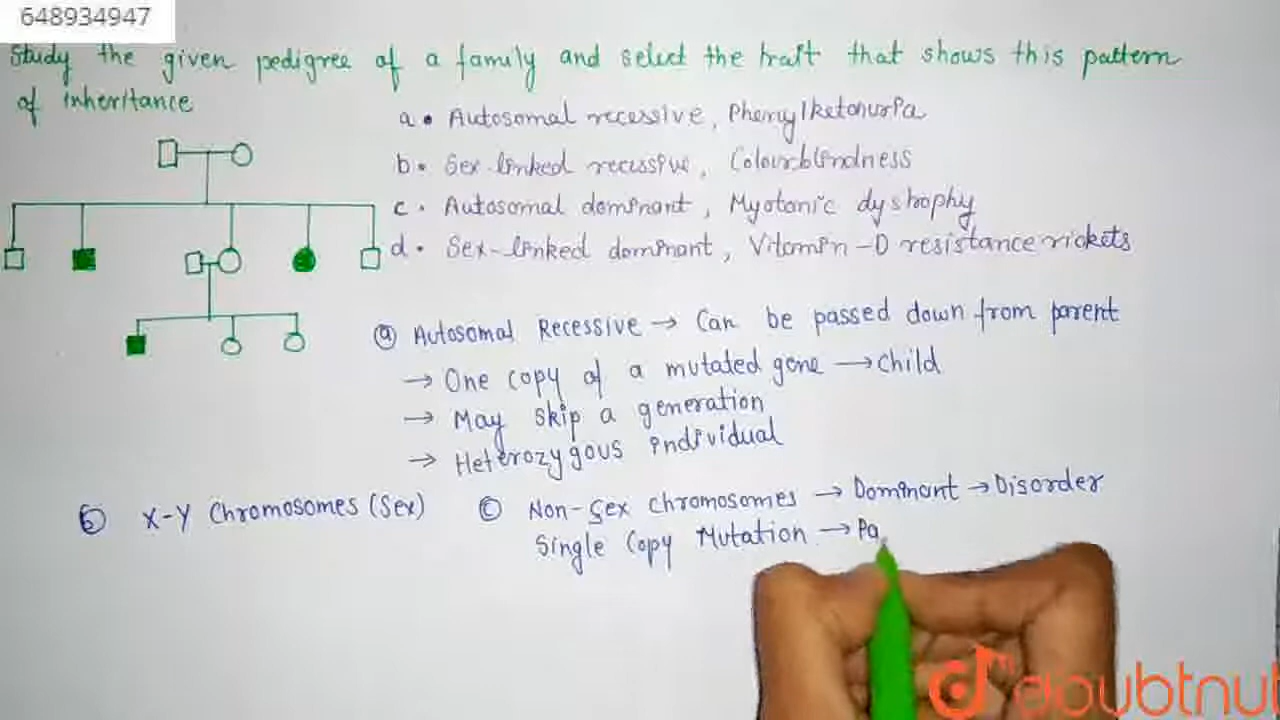 648934947
Study the given pedigree of a family and select the trait that shows this pattern
of inheritance
a. Autosomal recessive, Phenylketonuria
b. Sex-linked recessive, Colourblindness
c. Autosomal dominant, Myotonic dystrophy
d. Sex-linked dominant, Vitamin-D resistance rickets
ⓐ Autosomal Recessive → Can be passed down from parent
→ One copy of a mutated gene → Child
→ May skip a generation
→ Heterozygous individual
ⓑ X-Y Chromosomes (Sex)
ⓒ Non-Sex chromosomes → Dominant → Disorder
Single Copy Mutation → Pa
doubtnut